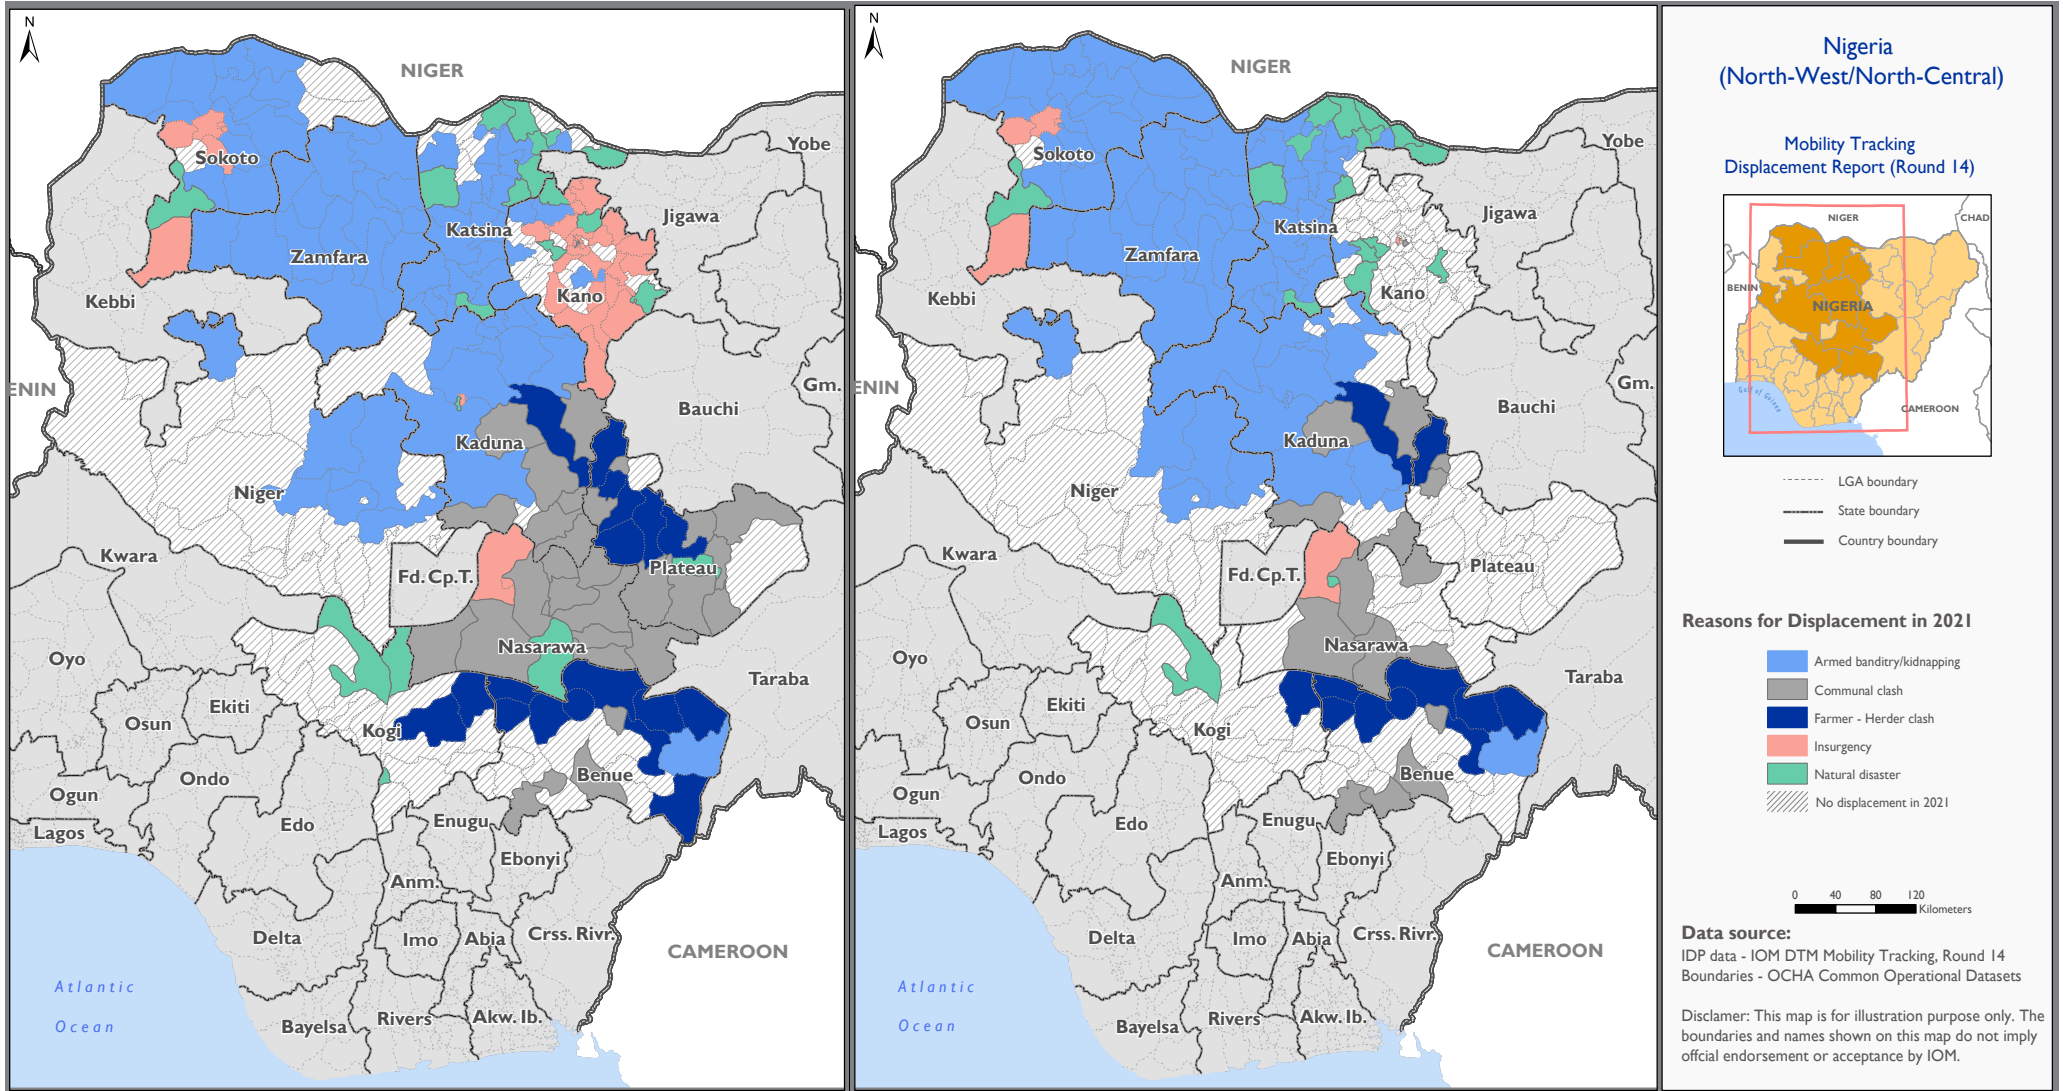 N
NIGER
Yobe
Sokoto
Jigawa
Katsina
Zamfara
Kebbi
Kano
ENIN
Gm.
Bauchi
Kaduna
Niger
Kwara
Fd. Cp.T.
Plateau
Nasarawa
Oyo
Taraba
Ekiti
Osun
Kogi
Ondo
Benue
Ogun
Lagos
Edo
Enugu
Ebonyi
Anm.
Delta
Imo
Abia
Crss. Rivr.
CAMEROON
Atlantic
Ocean
Bayelsa
Rivers
Akw. Ib.
N
NIGER
Yobe
Sokoto
Jigawa
Katsina
Zamfara
Kebbi
Kano
ENIN
Gm.
Bauchi
Kaduna
Niger
Kwara
Fd. Cp.T.
Plateau
Nasarawa
Oyo
Taraba
Ekiti
Osun
Kogi
Ondo
Benue
Ogun
Lagos
Edo
Enugu
Ebonyi
Anm.
Delta
Imo
Abia
Crss. Rivr.
CAMEROON
Atlantic
Ocean
Bayelsa
Rivers
Akw. Ib.
Nigeria
(North-West/North-Central)
Mobility Tracking
Displacement Report (Round 14)
NIGER
CHAD
BENIN
NIGERIA
Gulf of Guinea
CAMEROON
LGA boundary
State boundary
Country boundary
Reasons for Displacement in 2021
Armed banditry/kidnapping
Communal clash
Farmer - Herder clash
Insurgency
Natural disaster
No displacement in 2021
0 40 80 120
Kilometers
Data source:
IDP data - IOM DTM Mobility Tracking, Round 14
Boundaries - OCHA Common Operational Datasets
Disclamer: This map is for illustration purpose only. The
boundaries and names shown on this map do not imply
offcial endorsement or acceptance by IOM.